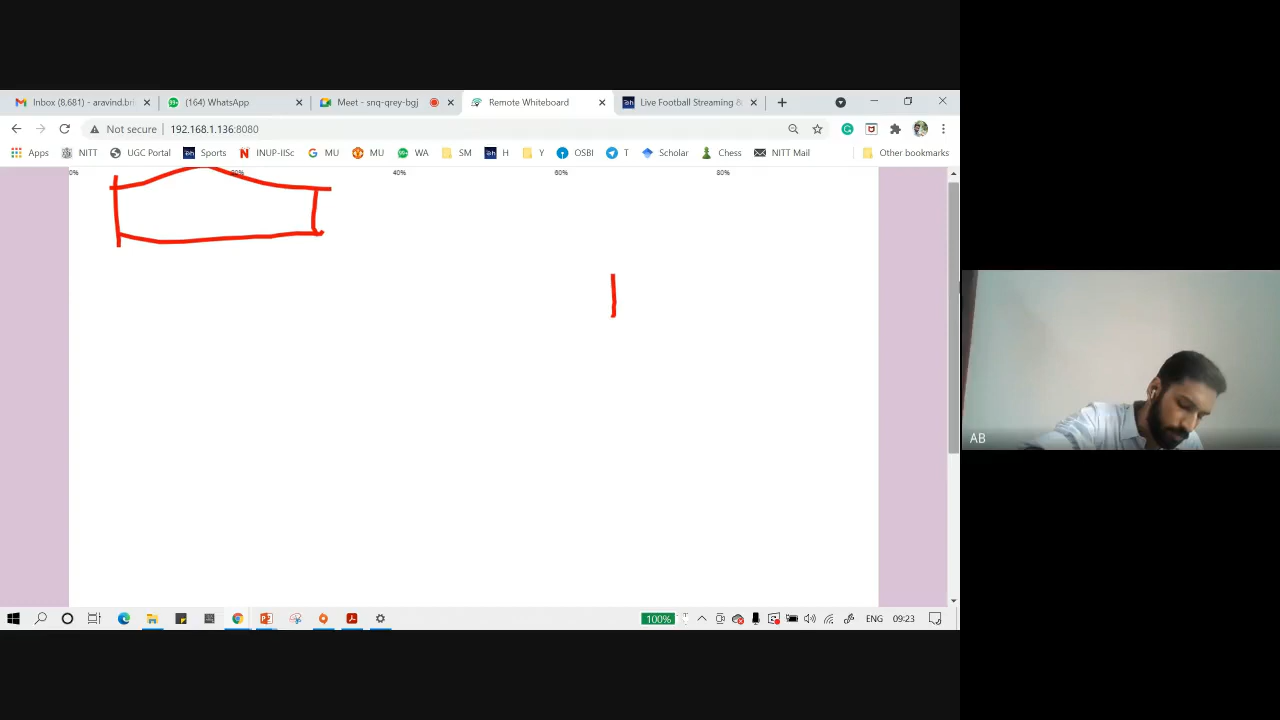 Inbox (8,681) - aravind.bri
(164) WhatsApp
Meet - snq-qrey-bgj
Remote Whiteboard
Live Football Streaming &
Not secure
192.168.1.136:8080
Apps
NITT
UGC Portal
Sports
INUP-IISc
MU
MU
WA
SM
H
Y
OSBI
T
Scholar
Chess
NITT Mail
Other bookmarks
0%
20%
40%
60%
80%
AB
100%
ENG
09:23